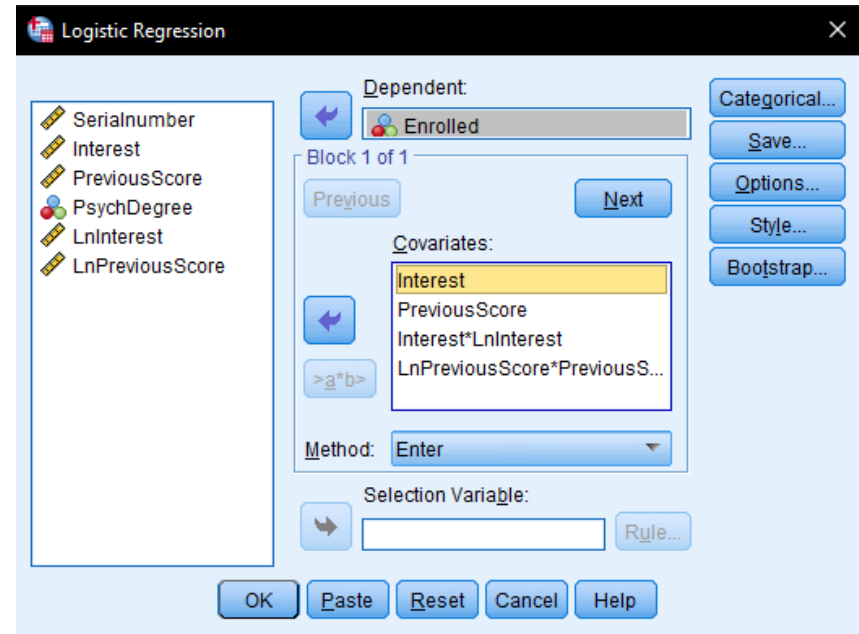 Logistic Regression
Serialnumber
Interest
PreviousScore
PsychDegree
LnInterest
LnPreviousScore
Dependent:
Enrolled
Block 1 of 1
Previous
Next
Covariates:
Interest
PreviousScore
Interest*LnInterest
LnPreviousScore*PreviousS...
>a*b>
Method:
Enter
Selection Variable:
Rule...
Categorical...
Save...
Options...
Style...
Bootstrap...
OK
Paste
Reset
Cancel
Help